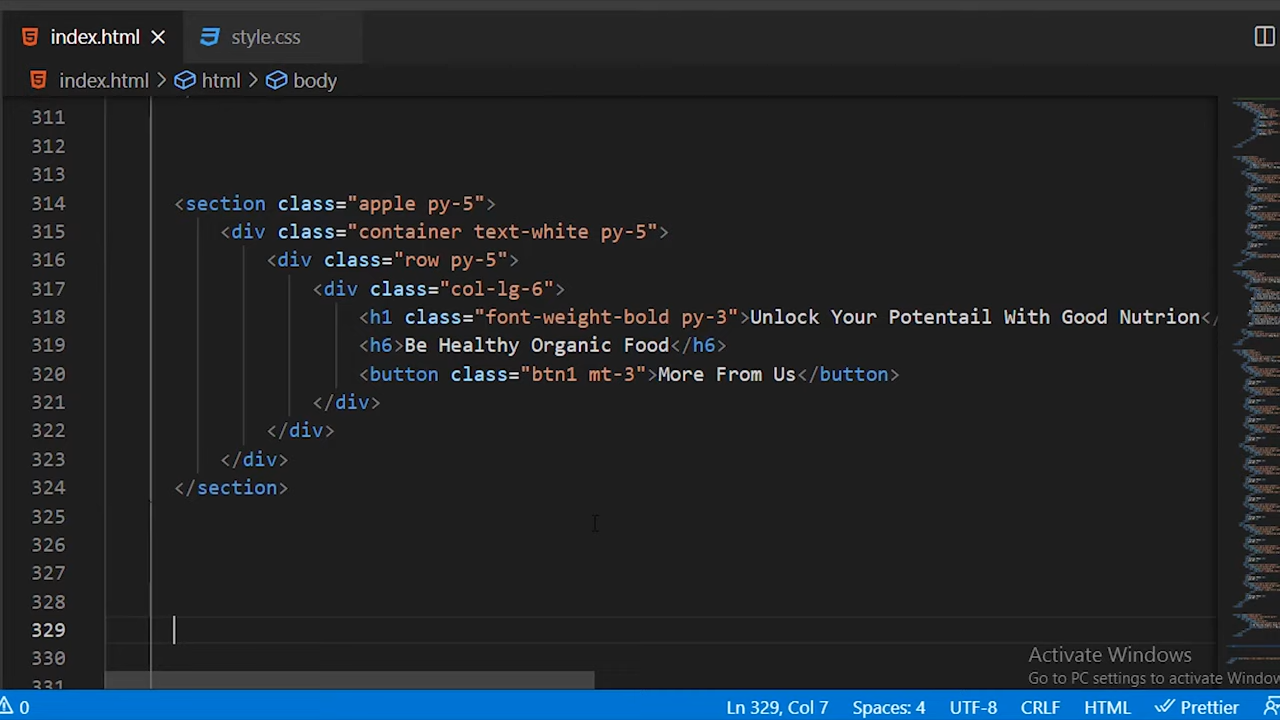 index.html
style.css
index.html > html > body
311
312
313
314 <section class="apple py-5">
315 <div class="container text-white py-5">
316 <div class="row py-5">
317 <div class="col-lg-6">
318 <h1 class="font-weight-bold py-3">Unlock Your Potentail With Good Nutrion</
319 <h6>Be Healthy Organic Food</h6>
320 <button class="btn1 mt-3">More From Us</button>
321 </div>
322 </div>
323 </div>
324 </section>
325
326
327
328
329
330
331
Activate Windows
Go to PC settings to activate Window
0 Ln 329, Col 7 Spaces: 4 UTF-8 CRLF HTML Prettier